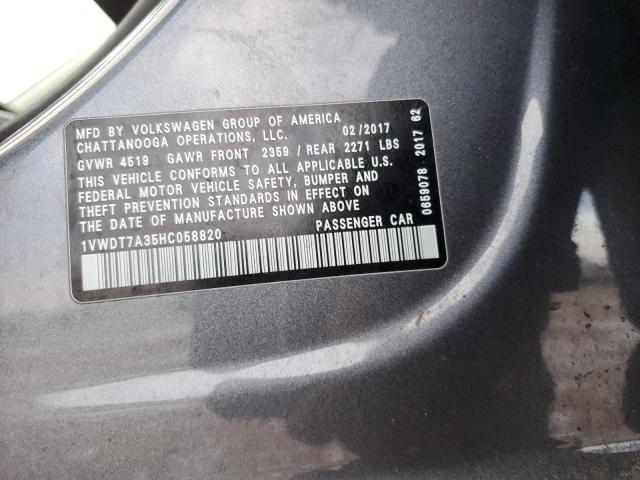 MFD BY VOLKSWAGEN GROUP OF AMERICA
CHATTANOOGA OPERATIONS, LLC. 02/2017
GVWR 4519 GAWR FRONT 2359 / REAR 2271 LBS
THIS VEHICLE CONFORMS TO ALL APPLICABLE U.S.
FEDERAL MOTOR VEHICLE SAFETY, BUMPER AND
THEFT PREVENTION STANDARDS IN EFFECT ON
THE DATE OF MANUFACTURE SHOWN ABOVE
1VWDT7A35HC058820 PASSENGER CAR
0659078 2017 62